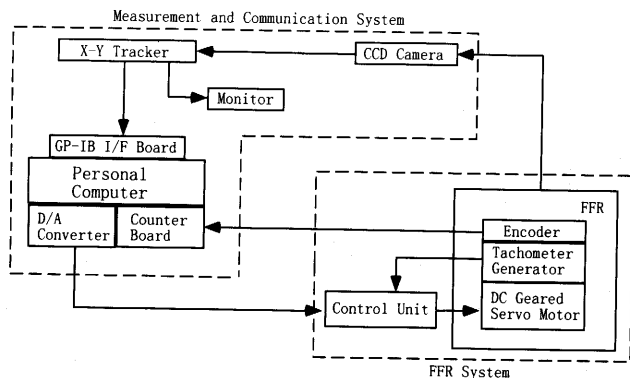 Measurement and Communication System
X-Y Tracker
CCD Camera
Monitor
GP-IB I/F Board
Personal
Computer
D/A
Converter
Counter
Board
FFR
Encoder
Tachometer
Generator
Control Unit
DC Geared
Servo Motor
FFR System